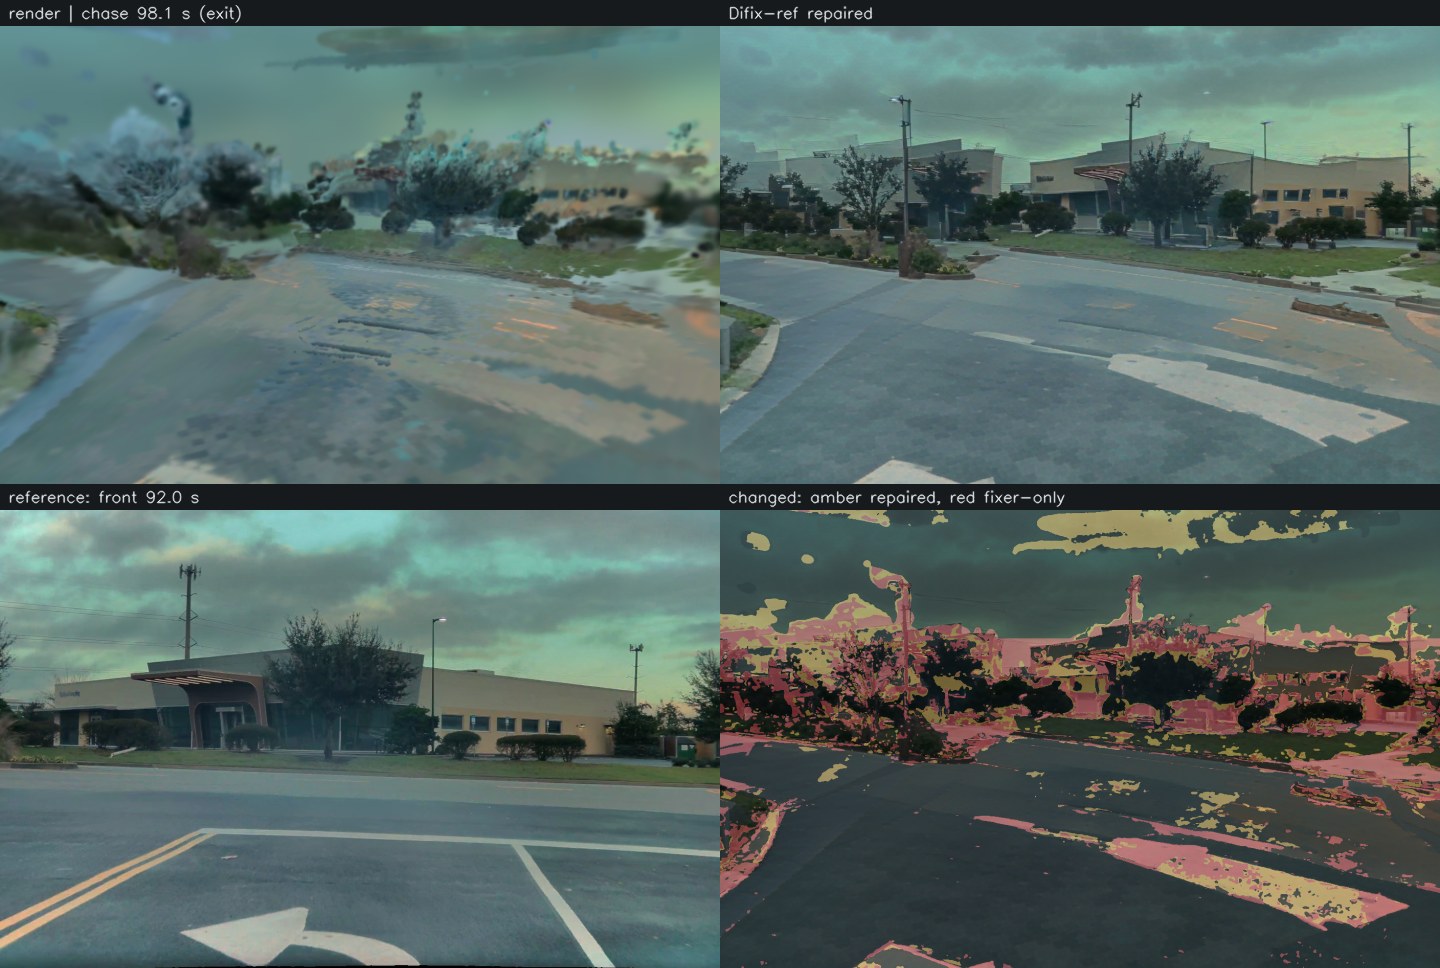 render | chase 98.1 s (exit)
Difix-ref repaired
reference: front 92.0 s
changed: amber repaired, red fixer-only